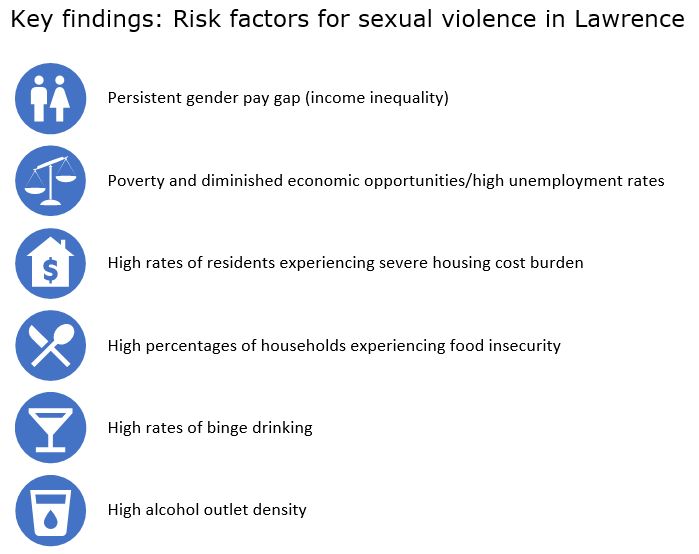 Key findings: Risk factors for sexual violence in Lawrence
Persistent gender pay gap (income inequality)
Poverty and diminished economic opportunities/high unemployment rates
$
High rates of residents experiencing severe housing cost burden
High percentages of households experiencing food insecurity
High rates of binge drinking
High alcohol outlet density